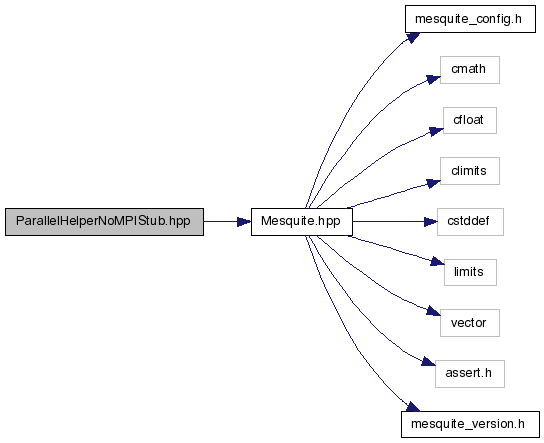 mesquite_config.h
cmath
cfloat
climits
ParallelHelperNoMPIStub.hpp
Mesquite.hpp
cstddef
limits
vector
assert.h
mesquite_version.h